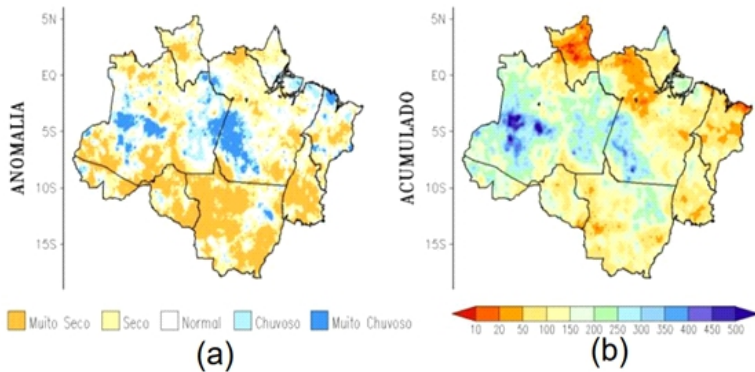 5N
EQ
5S
10S
15S
ANOMALIA
Muito Seco Seco Normal Chuvoso Muito Chuvoso
(a)
5N
EQ
5S
10S
15S
ACUMULADO
10 20 50 100 150 200 250 300 350 400 450 500
(b)